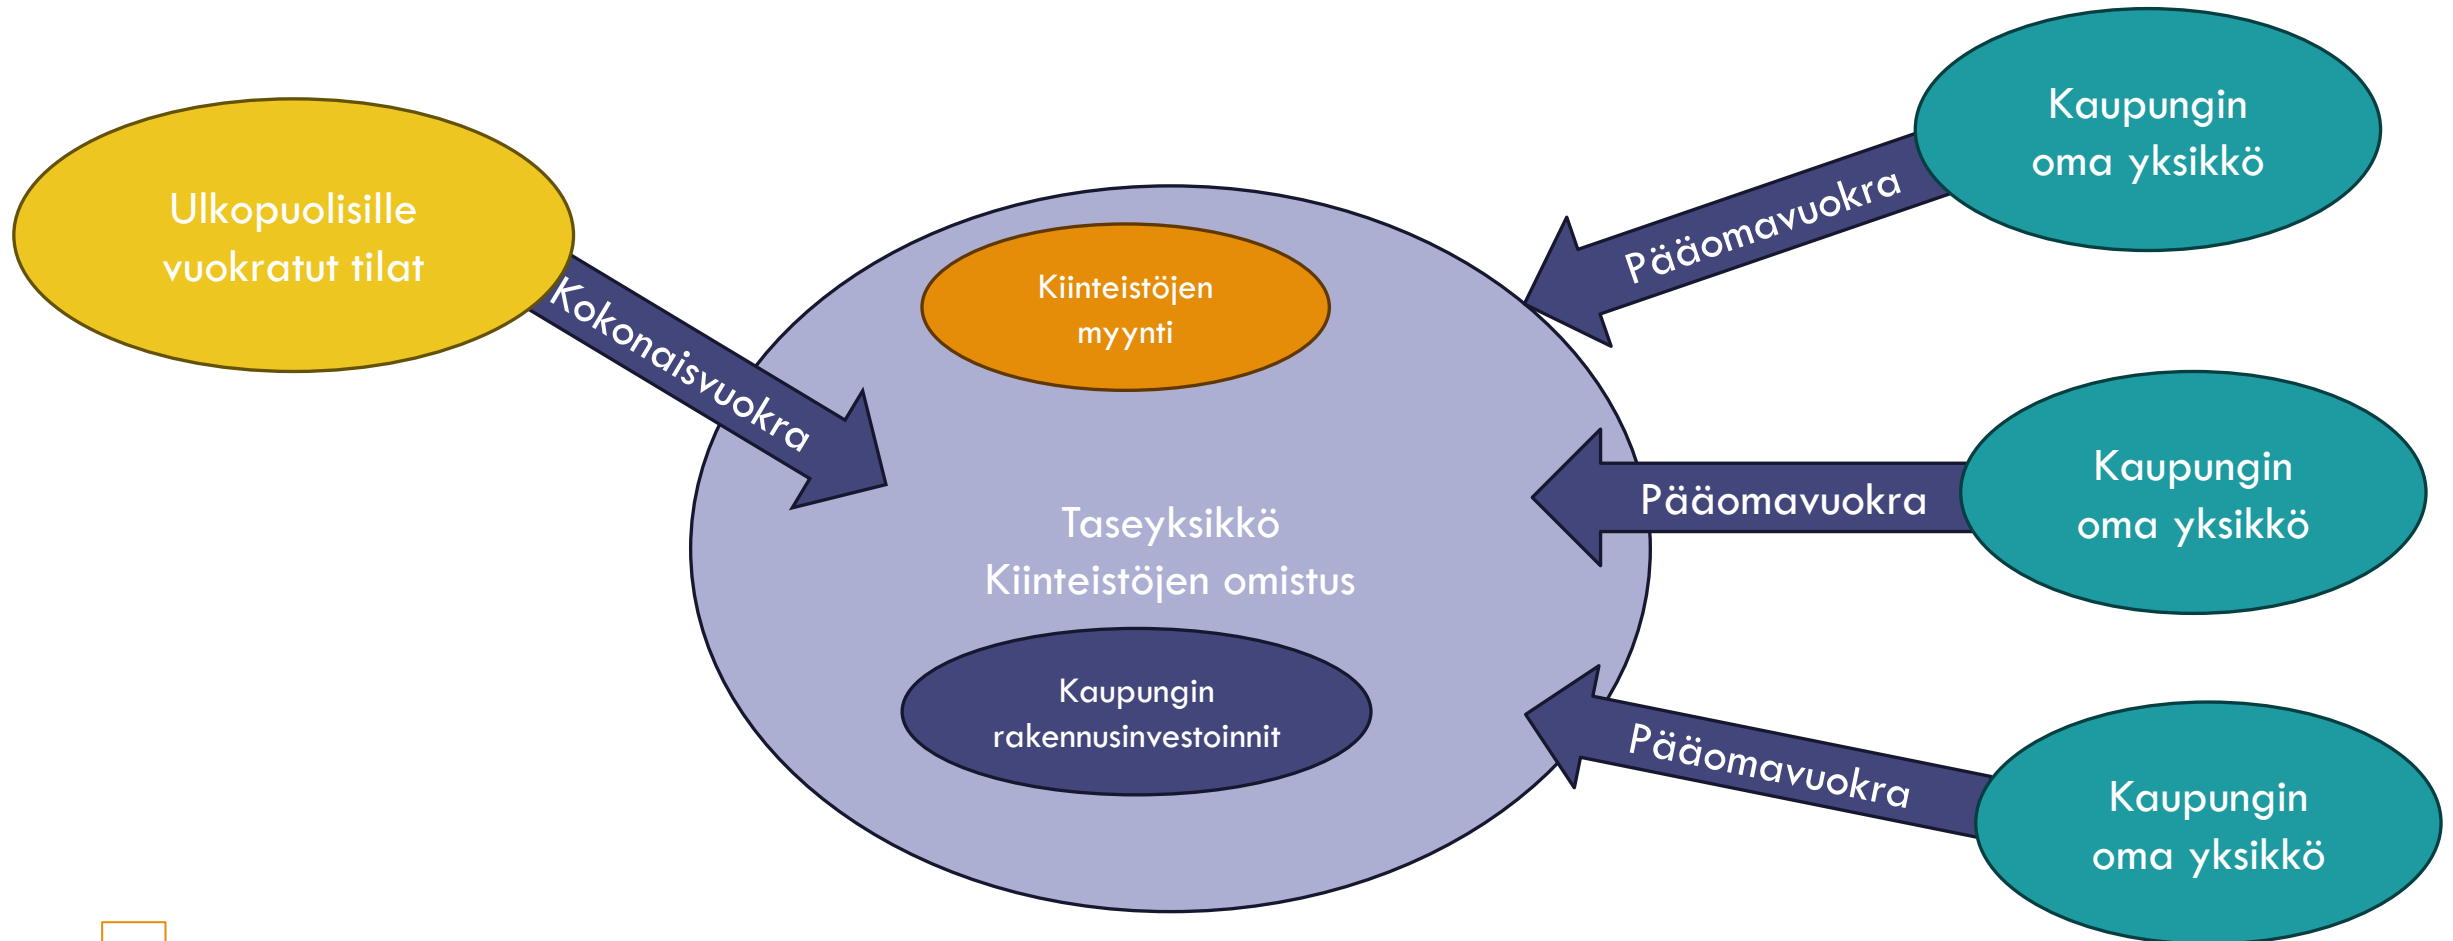 Ulkopuolisille
vuokratut tilat
Kokonaisvuokra
Kiinteistöjen
myynti
Taseyksikkö
Kiinteistöjen omistus
Kaupungin
rakennusinvestoinnit
Pääomavuokra
Kaupungin
oma yksikkö
Pääomavuokra
Kaupungin
oma yksikkö
Pääomavuokra
Kaupungin
oma yksikkö